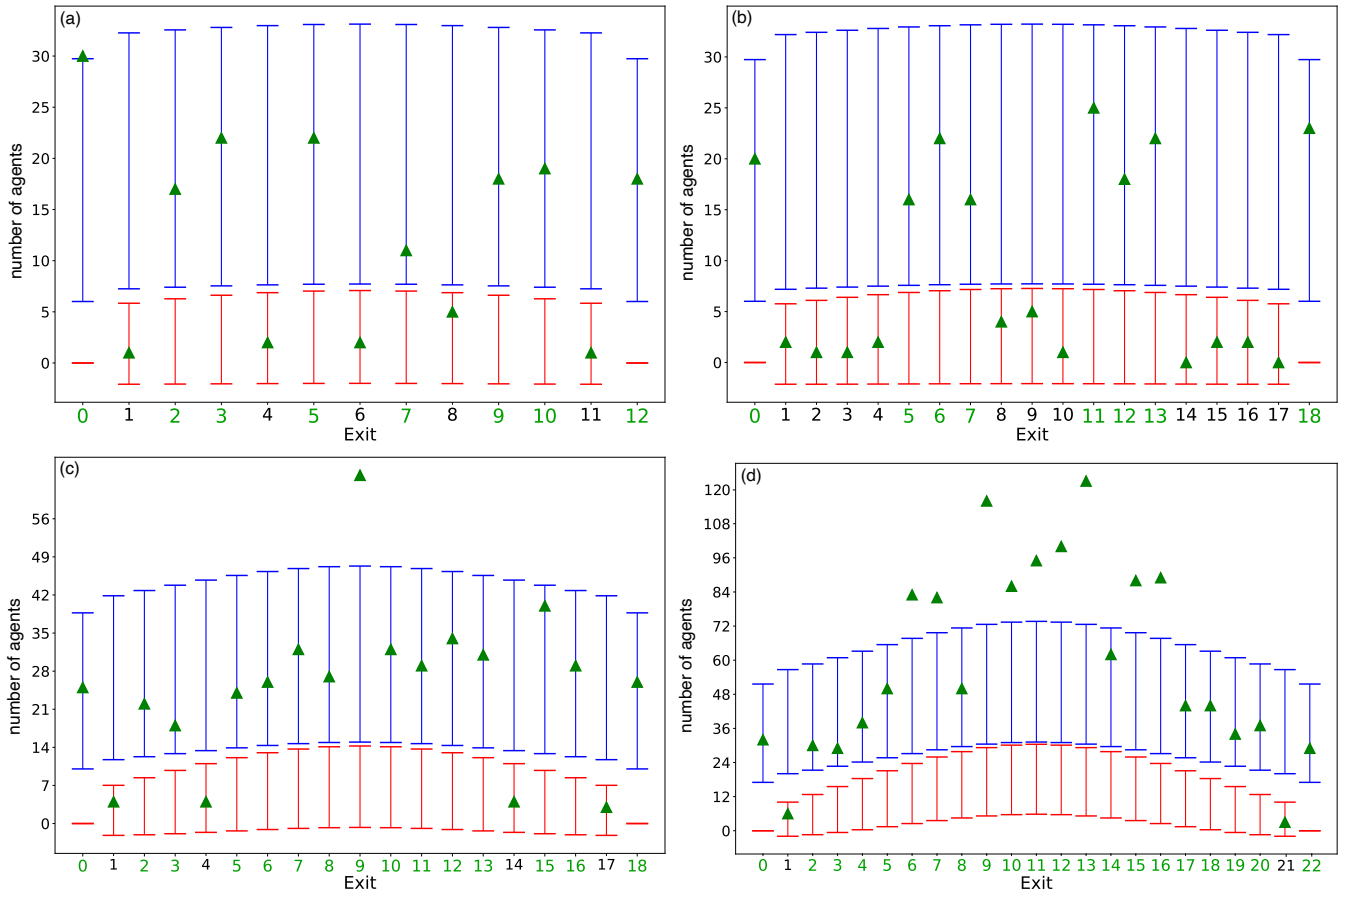 (a)
number of agents
30
25
20
15
10
5
0
0 1 2 3 4 5 6 7 8 9 10 11 12
Exit
(b)
number of agents
30
25
20
15
10
5
0
0 1 2 3 4 5 6 7 8 9 10 11 12 13 14 15 16 17 18
Exit
(c)
number of agents
56
49
42
35
28
21
14
7
0
0 1 2 3 4 5 6 7 8 9 10 11 12 13 14 15 16 17 18
Exit
(d)
number of agents
120
108
96
84
72
60
48
36
24
12
0
0 1 2 3 4 5 6 7 8 9 10 11 12 13 14 15 16 17 18 19 20 21 22
Exit